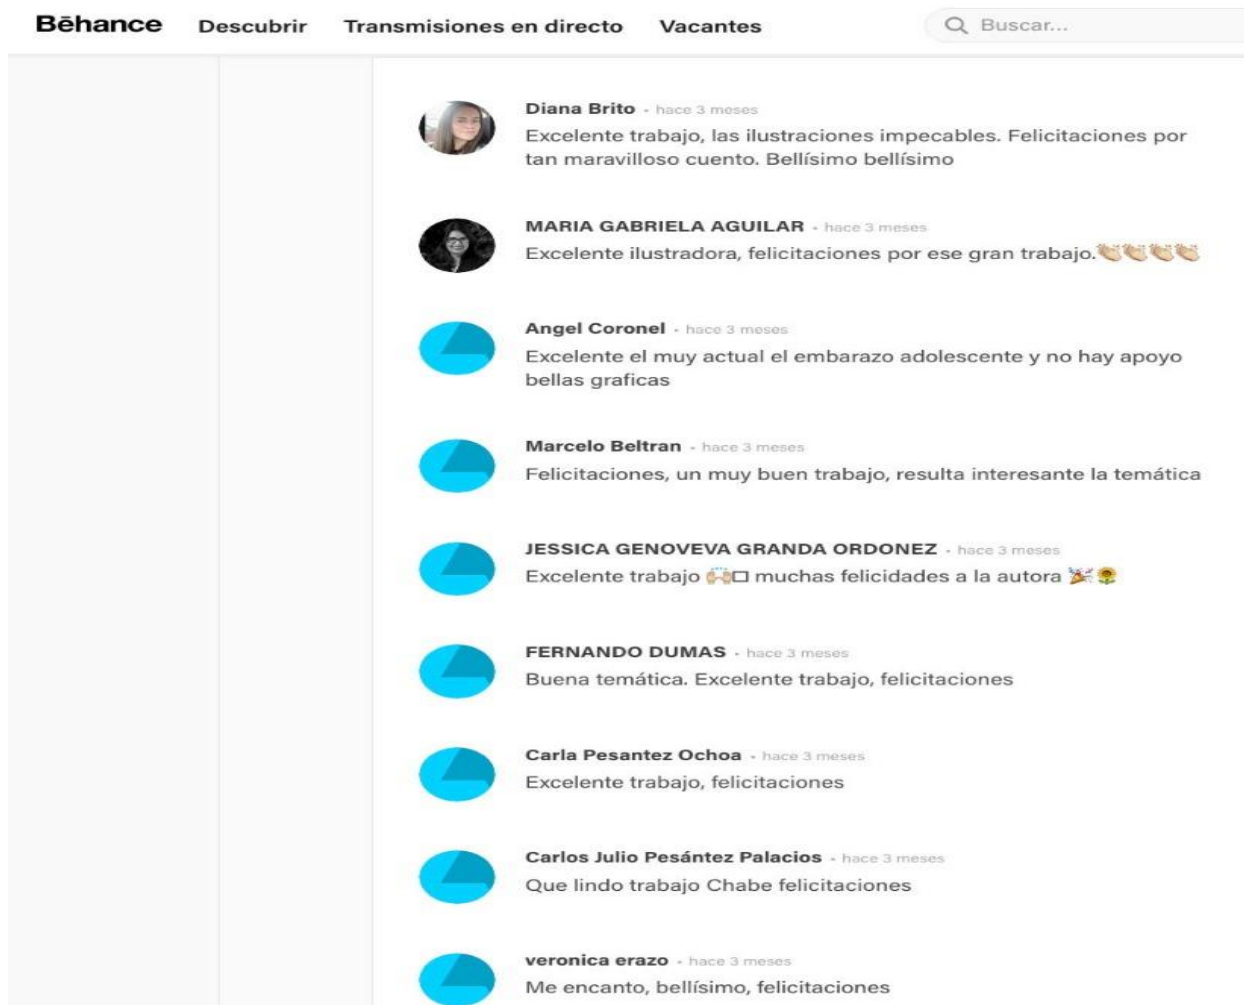 Bēhance Descubrir Transmisiones en directo Vacantes Buscar...
Diana Brito - hace 3 meses
Excelente trabajo, las ilustraciones impecables. Felicitaciones por
tan maravilloso cuento. Bellísimo bellísimo
MARIA GABRIELA AGUILAR - hace 3 meses
Excelente ilustradora, felicitaciones por ese gran trabajo.👏🏼👏🏼👏🏼👏🏼
Angel Coronel - hace 3 meses
Excelente el muy actual el embarazo adolescente y no hay apoyo
bellas graficas
Marcelo Beltran - hace 3 meses
Felicitaciones, un muy buen trabajo, resulta interesante la temática
JESSICA GENOVEVA GRANDA ORDONEZ - hace 3 meses
Excelente trabajo 🙌🏼□ muchas felicidades a la autora 🎉🌻
FERNANDO DUMAS - hace 3 meses
Buena temática. Excelente trabajo, felicitaciones
Carla Pesantez Ochoa - hace 3 meses
Excelente trabajo, felicitaciones
Carlos Julio Pesántez Palacios - hace 3 meses
Que lindo trabajo Chabe felicitaciones
veronica erazo - hace 3 meses
Me encanto, bellísimo, felicitaciones